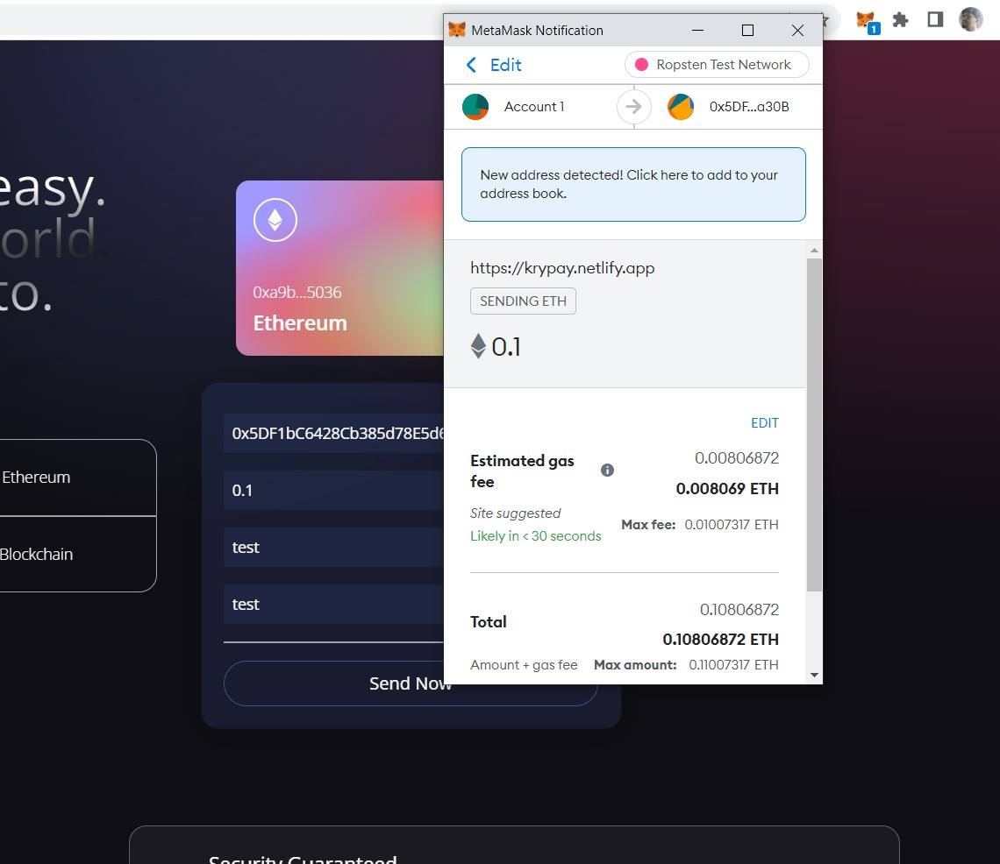 MetaMask Notification
1
Edit
Ropsten Test Network
Account 1
0x5DF...a30B
New address detected! Click here to add to your
address book.
https://krypay.netlify.app
SENDING ETH
0.1
EDIT
Estimated gas
fee
0.00806872
0.008069 ETH
Site suggested
Likely in < 30 seconds
Max fee: 0.01007317 ETH
Total
0.10806872
0.10806872 ETH
Amount + gas fee
Max amount: 0.11007317 ETH
easy.
orld.
to.
Ethereum
Blockchain
0xa9b...5036
Ethereum
0x5DF1bC6428Cb385d78E5d6
0.1
test
test
Send Now
Security Guaranteed